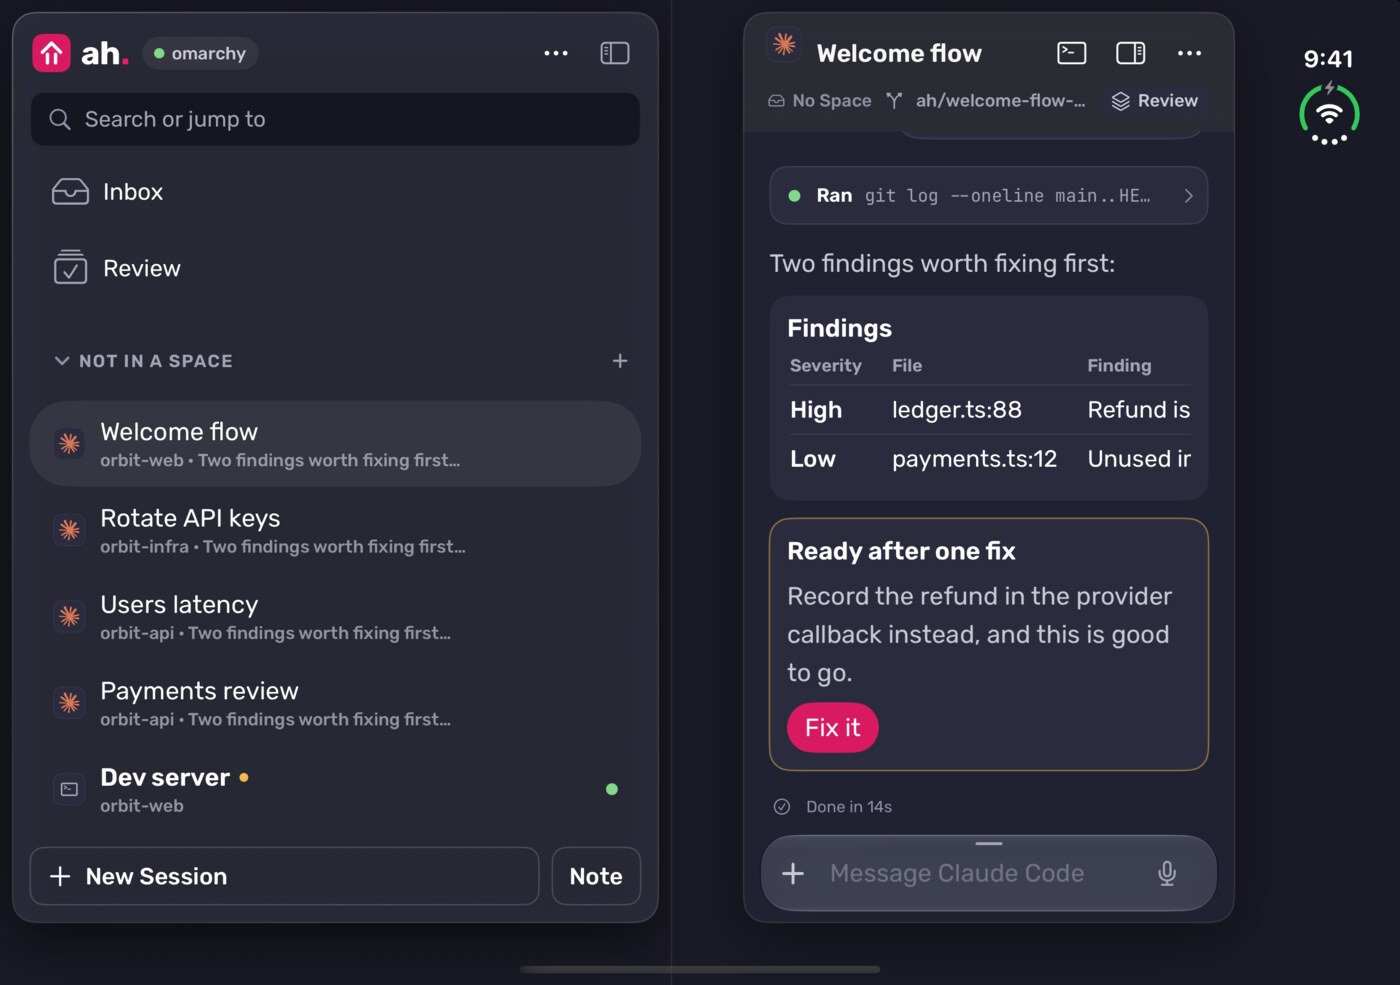 ah.
omarchy
Search or jump to
Inbox
Review
NOT IN A SPACE
Welcome flow
orbit-web • Two findings worth fixing first...
Rotate API keys
orbit-infra • Two findings worth fixing first...
Users latency
orbit-api • Two findings worth fixing first...
Payments review
orbit-api • Two findings worth fixing first...
Dev server
orbit-web
New Session
Note
Welcome flow
No Space
ah/welcome-flow-...
Review
Ran git log --oneline main..HE…
Two findings worth fixing first:
Findings
Severity File Finding
High ledger.ts:88 Refund is
Low payments.ts:12 Unused
Ready after one fix
Record the refund in the provider
callback instead, and this is good
to go.
Fix it
Done in 14s
Message Claude Code
9:41